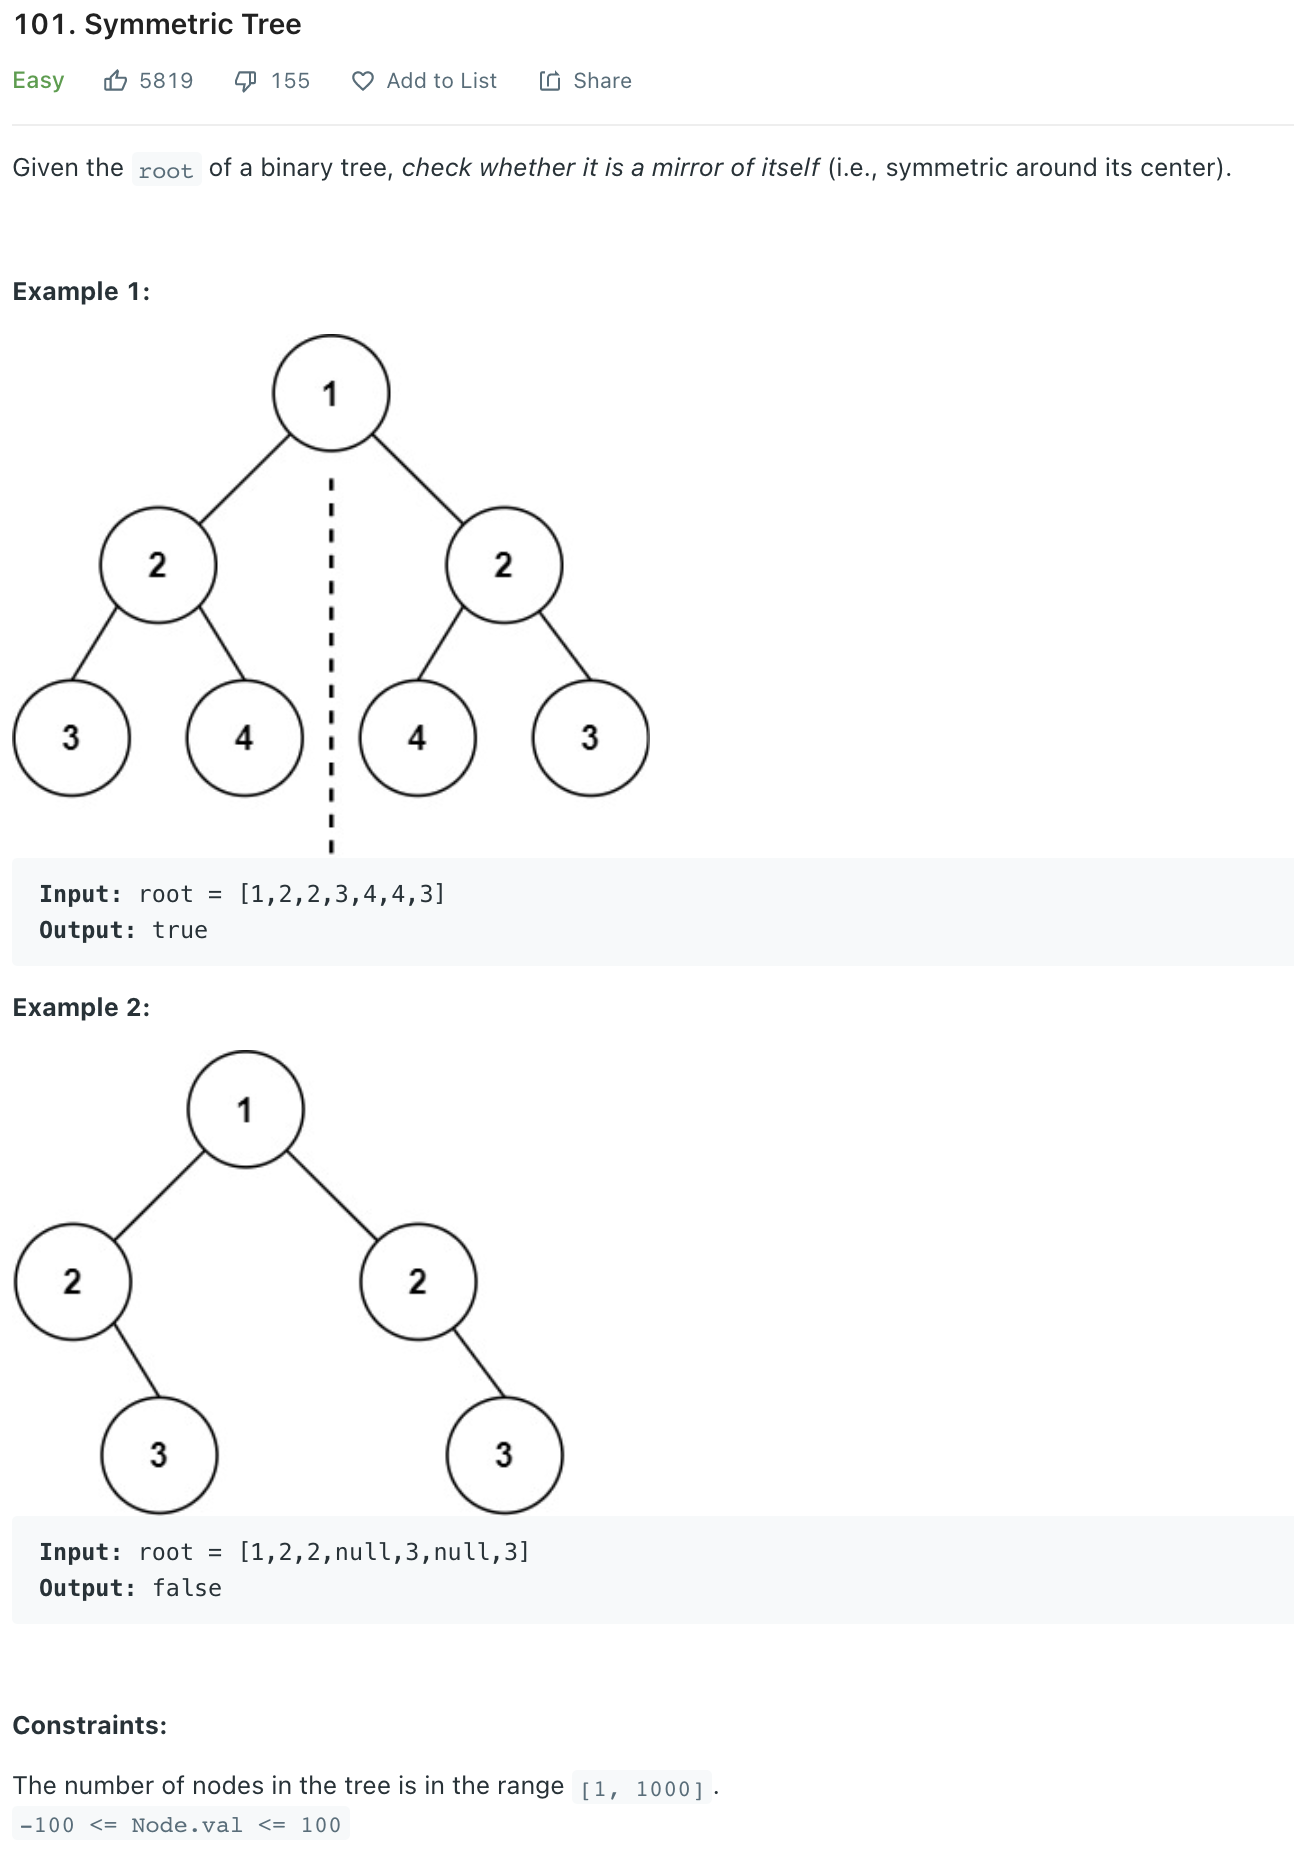 101. Symmetric Tree
Easy 5819 155 Add to List Share
Given the root of a binary tree, check whether it is a mirror of itself (i.e., symmetric around its center).
Example 1:
1
2 2
3 4 4 3
Input: root = [1,2,2,3,4,4,3]
Output: true
Example 2:
1
2 2
3 3
Input: root = [1,2,2,null,3,null,3]
Output: false
Constraints:
The number of nodes in the tree is in the range [1, 1000].
-100 <= Node.val <= 100